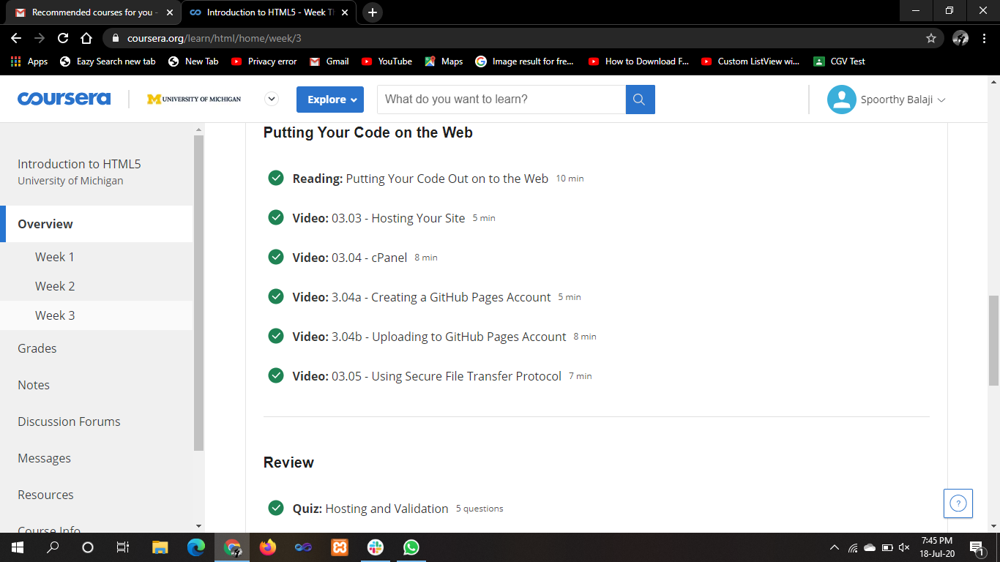 Recommended courses for you -
Introduction to HTML5 - Week Th
coursera.org/learn/html/home/week/3
Apps
Eazy Search new tab
New Tab
Privacy error
Gmail
YouTube
Maps
Image result for fre...
How to Download F...
Custom ListView wi...
CGV Test
coursera
M UNIVERSITY OF MICHIGAN
Explore
What do you want to learn?
Spoorthy Balaji
Introduction to HTML5
University of Michigan
Overview
Week 1
Week 2
Week 3
Grades
Notes
Discussion Forums
Messages
Resources
Course Info
Putting Your Code on the Web
Reading: Putting Your Code Out on to the Web 10 min
Video: 03.03 - Hosting Your Site 5 min
Video: 03.04 - cPanel 8 min
Video: 3.04a - Creating a GitHub Pages Account 5 min
Video: 3.04b - Uploading to GitHub Pages Account 8 min
Video: 03.05 - Using Secure File Transfer Protocol 7 min
Review
Quiz: Hosting and Validation 5 questions
?
7:45 PM
18-Jul-20
1